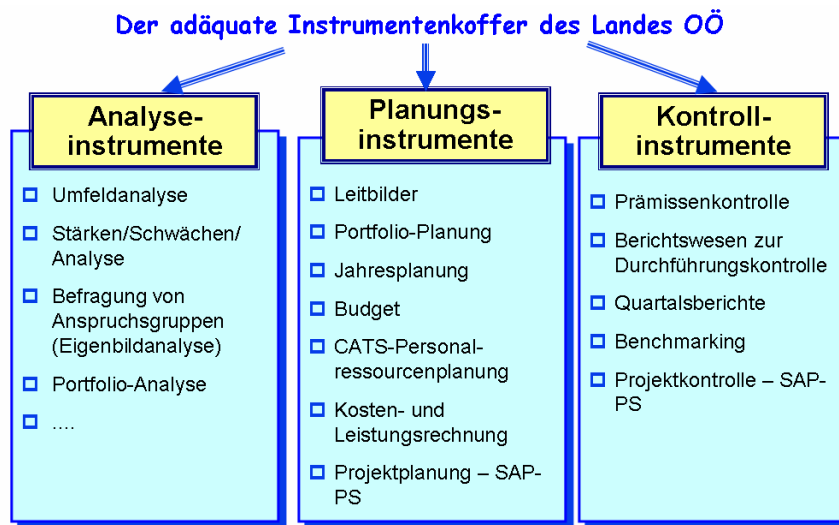 Der adäquate Instrumentenkoffer des Landes OÖ
Analyse-
instrumente
Umfeldanalyse
Stärken/Schwächen/
Analyse
Befragung von
Anspruchsgruppen
(Eigenbildanalyse)
Portfolio-Analyse
....
Planungs-
instrumente
Leitbilder
Portfolio-Planung
Jahresplanung
Budget
CATS-Personal-
ressourcenplanung
Kosten- und
Leistungsrechnung
Projektplanung – SAP-
PS
Kontroll-
instrumente
Prämissenkontrolle
Berichtswesen zur
Durchführungskontrolle
Quartalsberichte
Benchmarking
Projektkontrolle – SAP-
PS